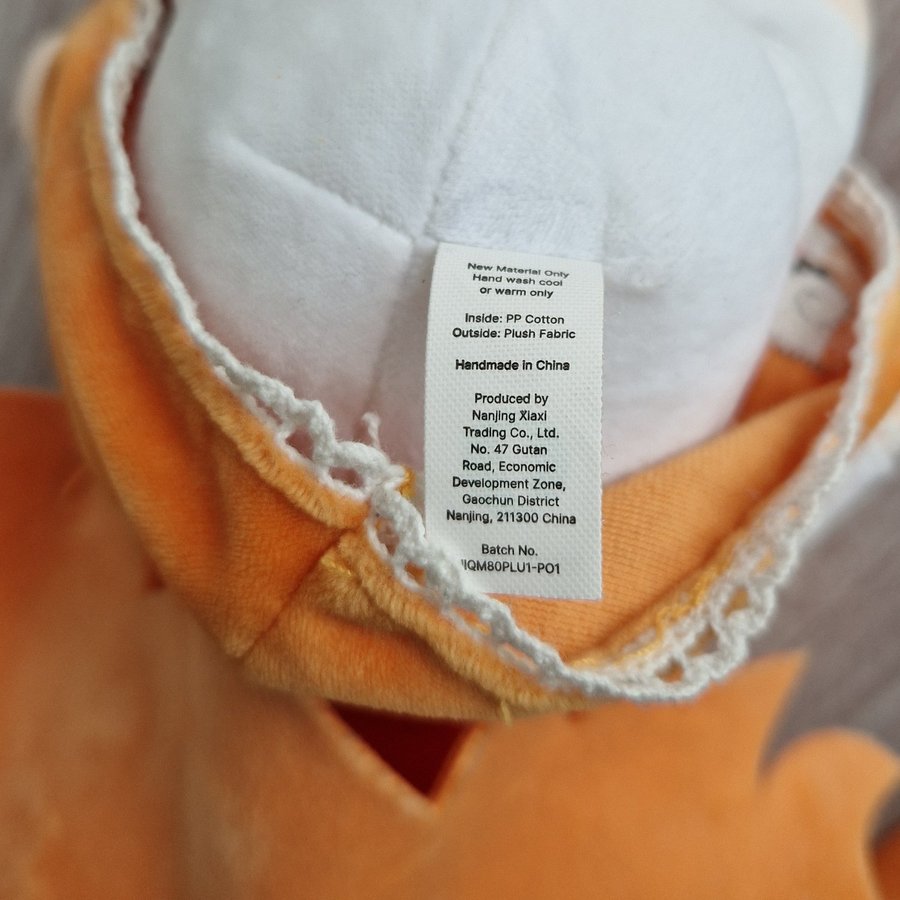 New Material Only
Hand wash cool
or warm only
Inside: PP Cotton
Outside: Plush Fabric
Handmade in China
Produced by
Nanjing Xiaxi
Trading Co., Ltd.
No. 47 Gutan
Road, Economic
Development Zone,
Gaochun District
Nanjing, 211300 China
Batch No.